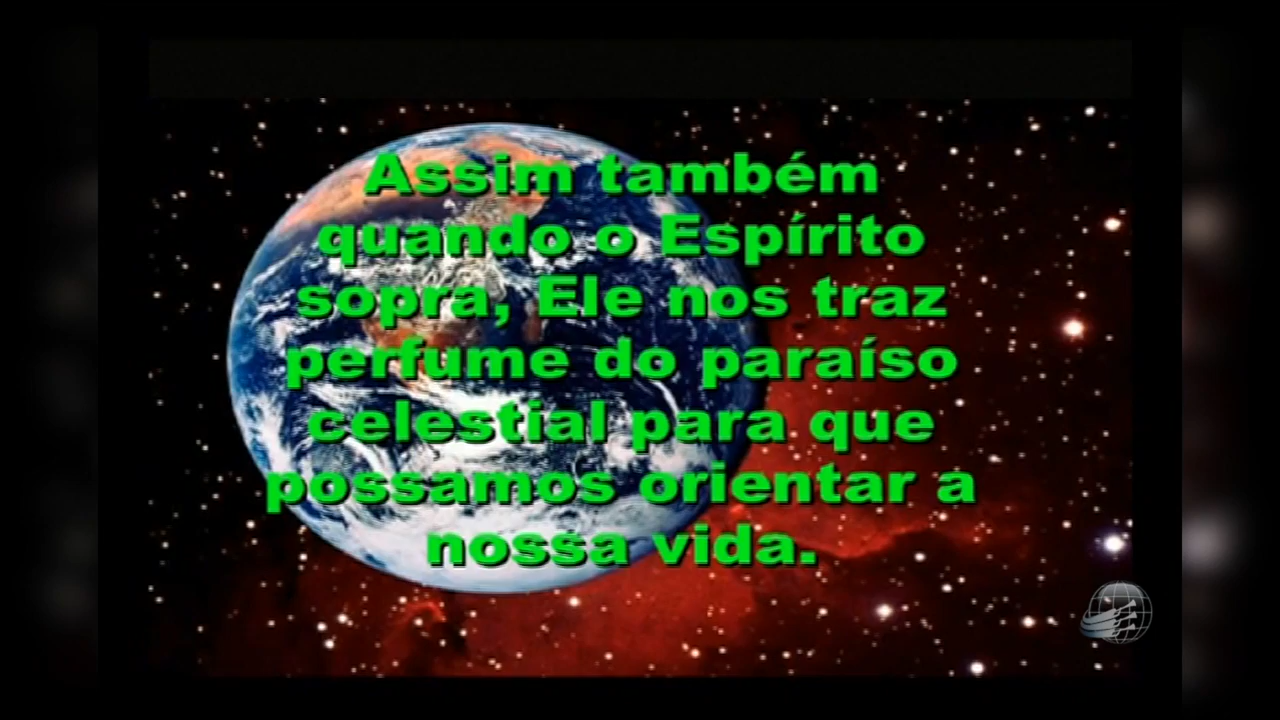 Assim também
quando o Espírito
sopra, Ele nos traz
perfume do paraíso
celestial para que
possamos orientar a
nossa vida.